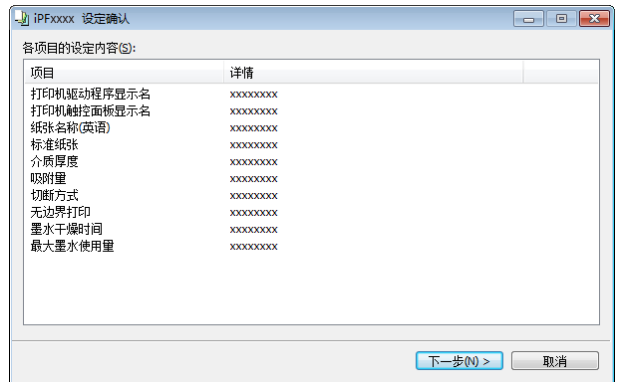 iPFxxxx 设定确认
各项目的设定内容(S):
项目 详情
打印机驱动程序显示名 xxxxxxxx
打印机触控面板显示名 xxxxxxxx
纸张名称(英语) xxxxxxxx
标准纸张 xxxxxxxx
介质厚度 xxxxxxxx
吸附量 xxxxxxxx
切断方式 xxxxxxxx
无边界打印 xxxxxxxx
墨水干燥时间 xxxxxxxx
最大墨水使用量 xxxxxxxx
下一步(N) > 取消